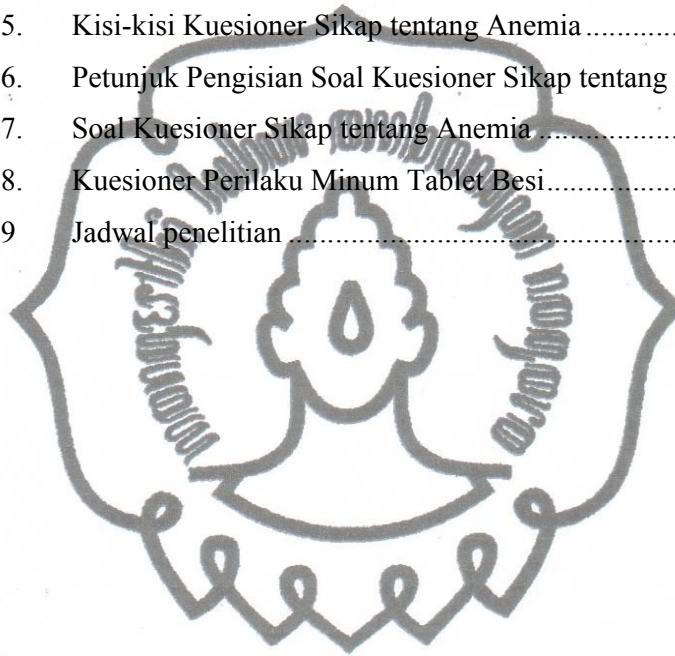 5. Kisi-kisi Kuesioner Sikap tentang Anemia.............
6. Petunjuk Pengisian Soal Kuesioner Sikap tentang
7. Soal Kuesioner Sikap tentang Anemia ...................
8. Kuesioner Perilaku Minum Tablet Besi..................
9 Jadwal penelitian ....................................................